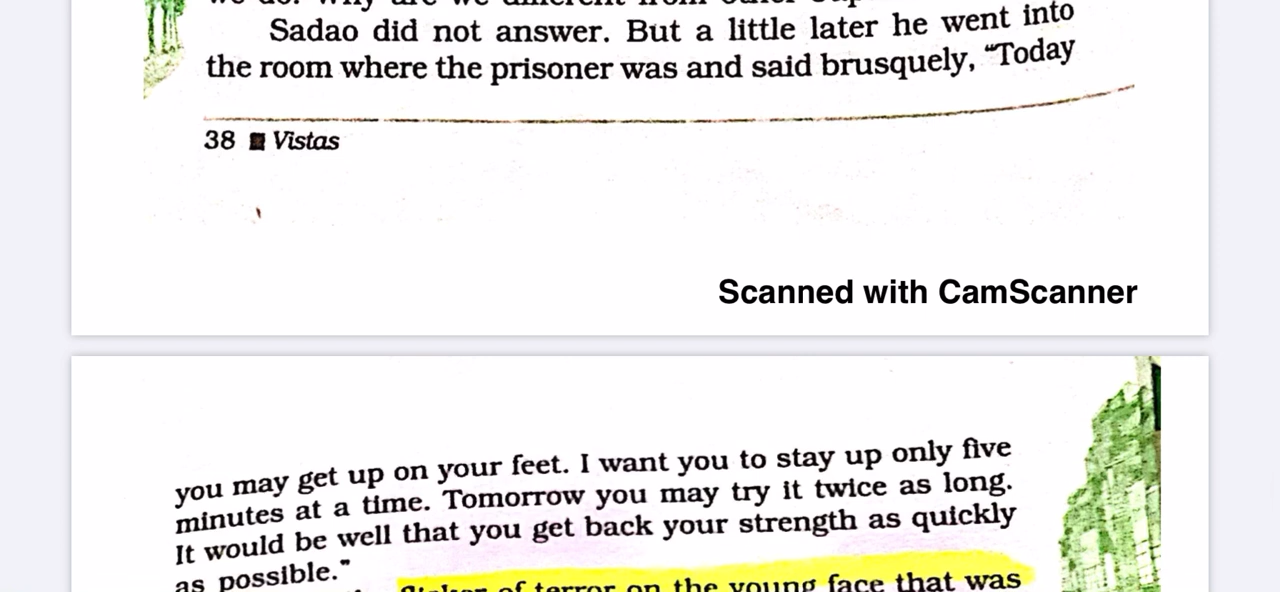 Sadao did not answer. But a little later he went into
the room where the prisoner was and said brusquely, “Today
38 ■ Vistas
Scanned with CamScanner
you may get up on your feet. I want you to stay up only five
minutes at a time. Tomorrow you may try it twice as long.
It would be well that you get back your strength as quickly
as possible.”
of terror on the young face that was